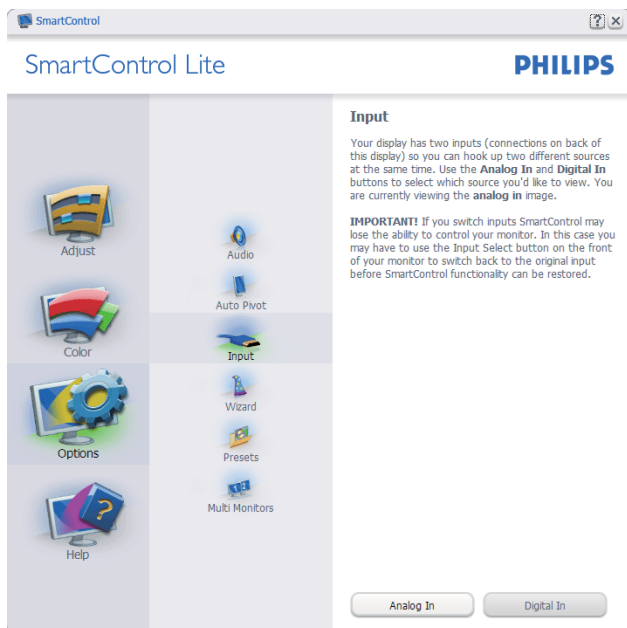 SmartControl
SmartControl Lite
PHILIPS
Adjust
Color
Options
Help
Audio
Auto Pivot
Input
Wizard
Presets
Multi Monitors
Input
Your display has two inputs (connections on back of
this display) so you can hook up two different sources
at the same time. Use the Analog In and Digital In
buttons to select which source you'd like to view. You
are currently viewing the analog in image.
IMPORTANT! If you switch inputs SmartControl may
lose the ability to control your monitor. In this case you
may have to use the Input Select button on the front
of your monitor to switch back to the original input
before SmartControl functionality can be restored.
Analog In
Digital In